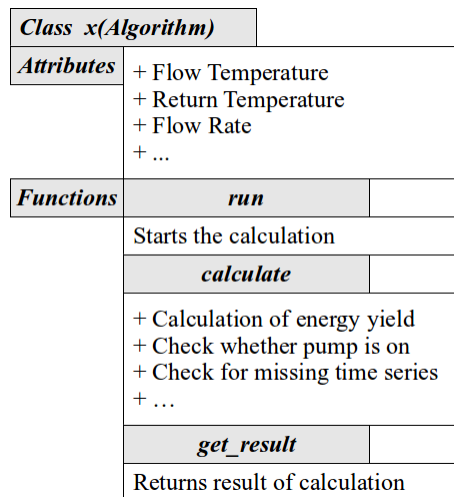 Class x(Algorithm)
Attributes
+ Flow Temperature
+ Return Temperature
+ Flow Rate
+ ...
Functions
run
Starts the calculation
calculate
+ Calculation of energy yield
+ Check whether pump is on
+ Check for missing time series
+ …
get_result
Returns result of calculation